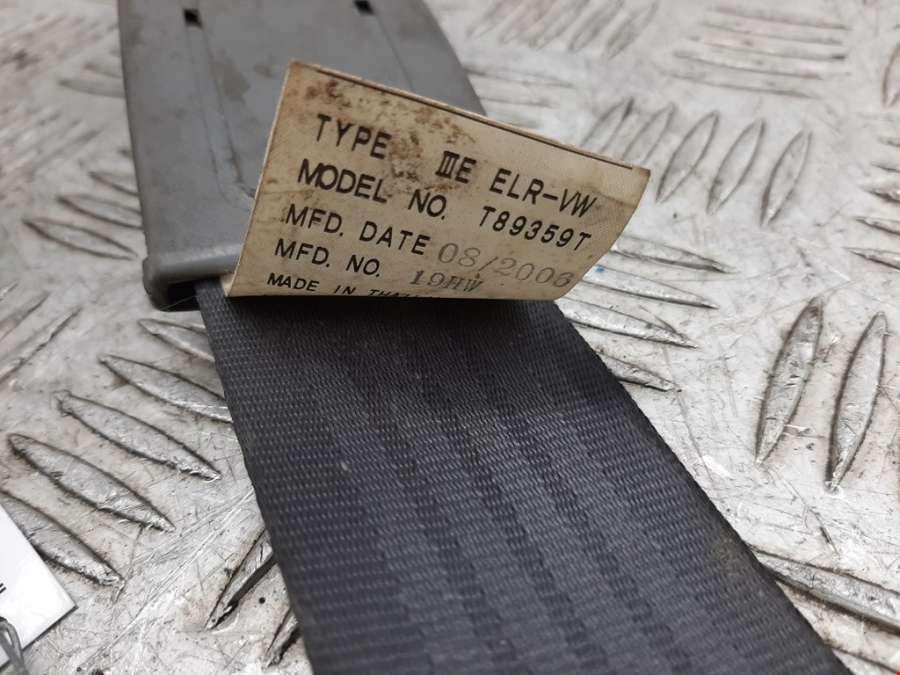 TYPE IIIE ELR-VW
MODEL NO. T89359T
MFD. DATE 08/2006
MFD. NO. 19HW
MADE IN